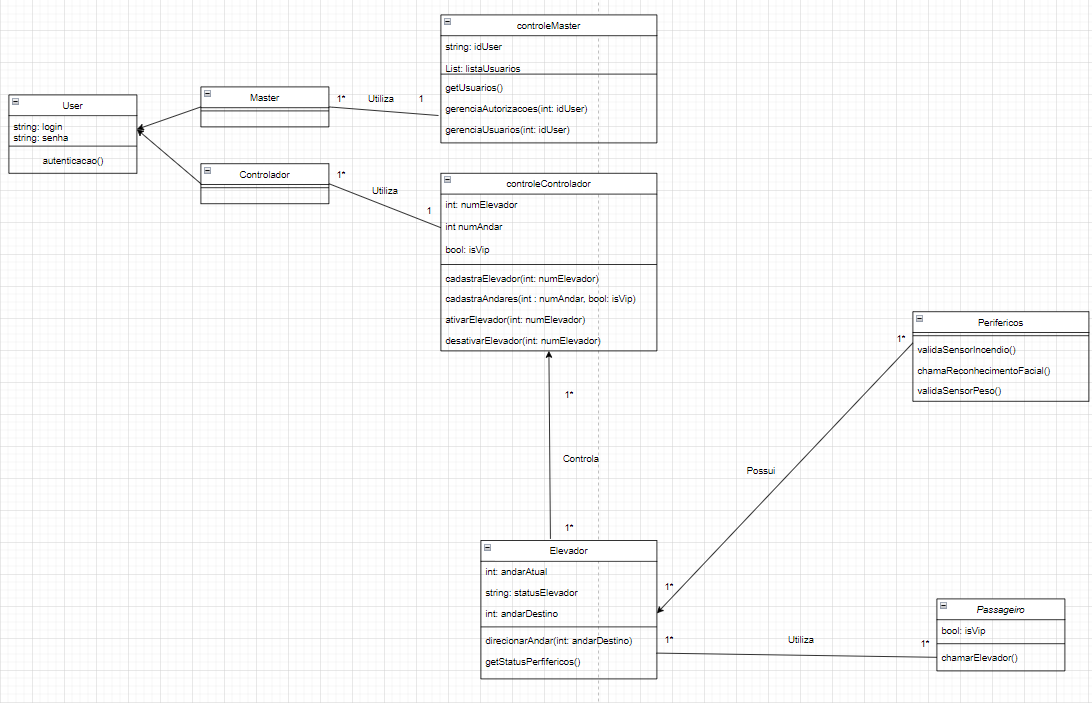 User
string: login
string: senha
autenticacao()
Master
1*
Utiliza
1
controleMaster
string: idUser
List: listaUsuarios
getUsuarios()
gerenciaAutorizacoes(int: idUser)
gerenciaUsuarios(int: idUser)
Controlador
1*
Utiliza
1
controleControlador
int: numElevador
int numAndar
bool: isVip
cadastraElevador(int: numElevador)
cadastraAndares(int : numAndar, bool: isVip)
ativarElevador(int: numElevador)
desativarElevador(int: numElevador)
1*
Controla
1*
Perifericos
validaSensorIncendio()
chamaReconhecimentoFacial()
validaSensorPeso()
1*
Possui
1*
Elevador
int: andarAtual
string: statusElevador
int: andarDestino
direcionarAndar(int: andarDestino)
getStatusPerfifericos()
1*
Utiliza
1*
Passageiro
bool: isVip
chamarElevador()